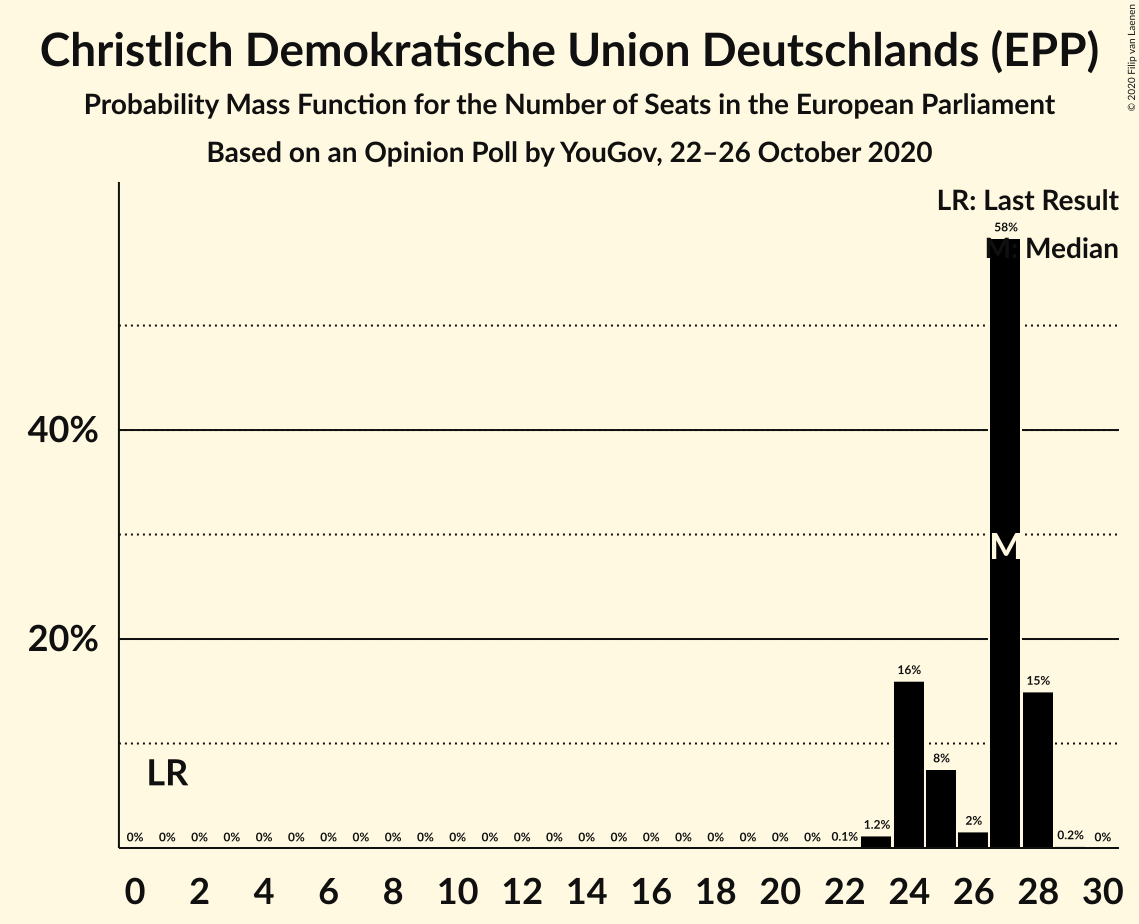 Christlich Demokratische Union Deutschlands (EPP)
Probability Mass Function for the Number of Seats in the European Parliament
Based on an Opinion Poll by YouGov, 22–26 October 2020
© 2020 Filip van Laenen
LR: Last Result
58%
M: Median
40%
M
20%
16%
15%
8%
LR
0% 0% 0% 0% 0% 0% 0% 0% 0% 0% 0% 0% 0% 0% 0% 0% 0% 0% 0% 0% 0% 0% 0.1% 1.2% 2% 0.2% 0%
0 2 4 6 8 10 12 14 16 18 20 22 24 26 28 30